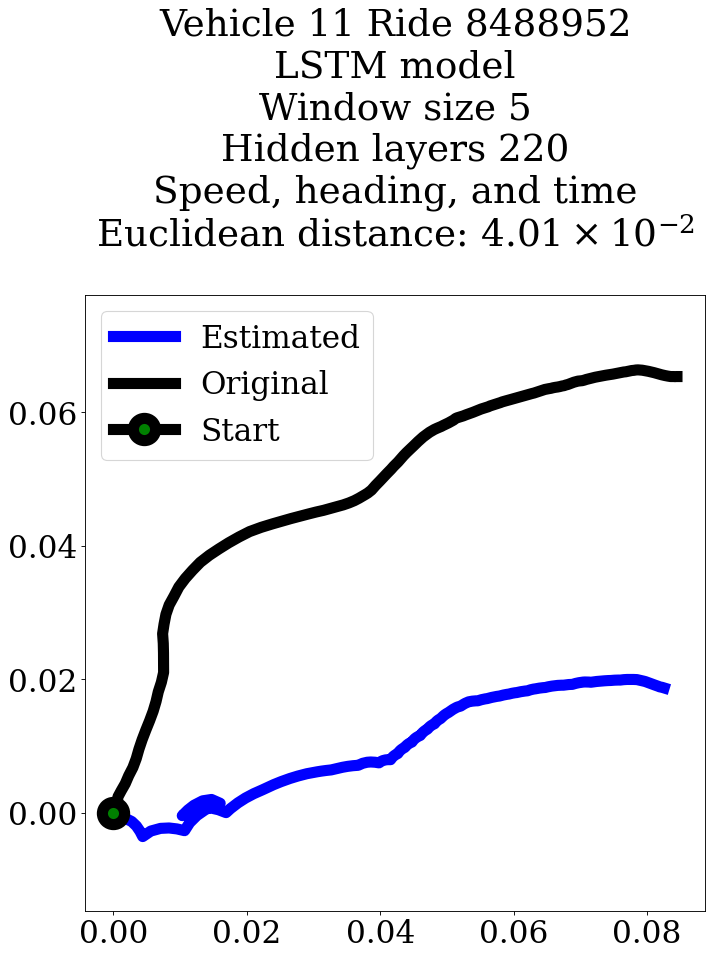 Vehicle 11 Ride 8488952
LSTM model
Window size 5
Hidden layers 220
Speed, heading, and time
Euclidean distance: 4.01 × 10⁻²
Estimated
Original
Start
0.06
0.04
0.02
0.00
0.00 0.02 0.04 0.06 0.08